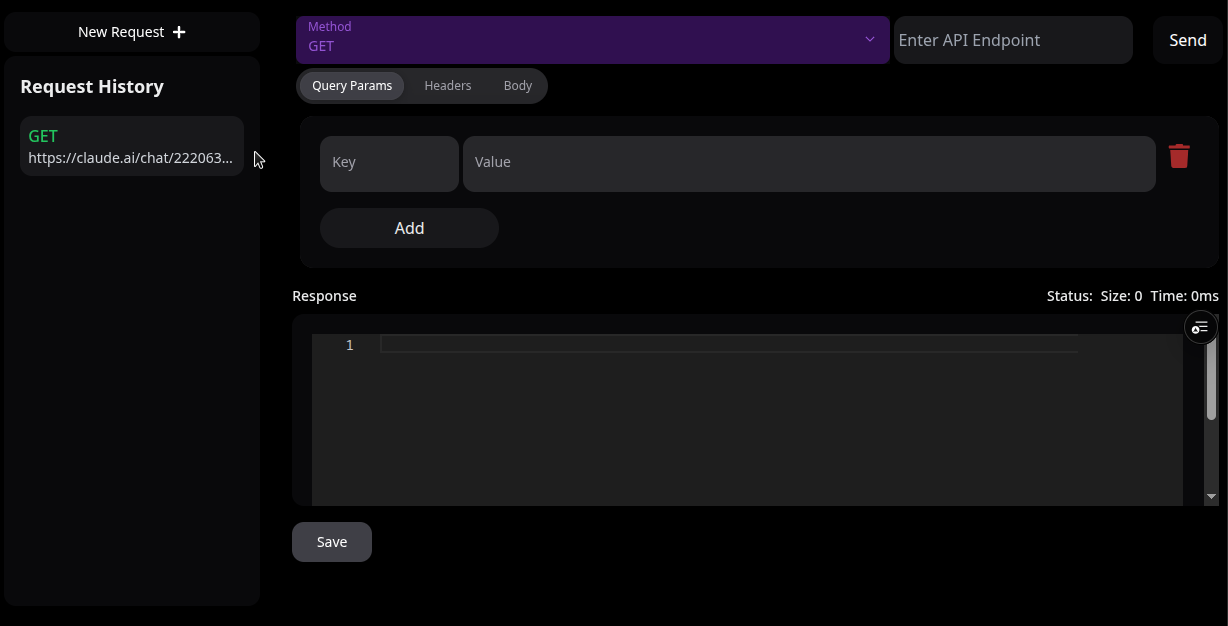 New Request
Request History
GET
https://claude.ai/chat/222063...
Method
GET
Enter API Endpoint
Send
Query Params Headers Body
Key Value
Add
Response
Status: Size: 0 Time: 0ms
1
Save